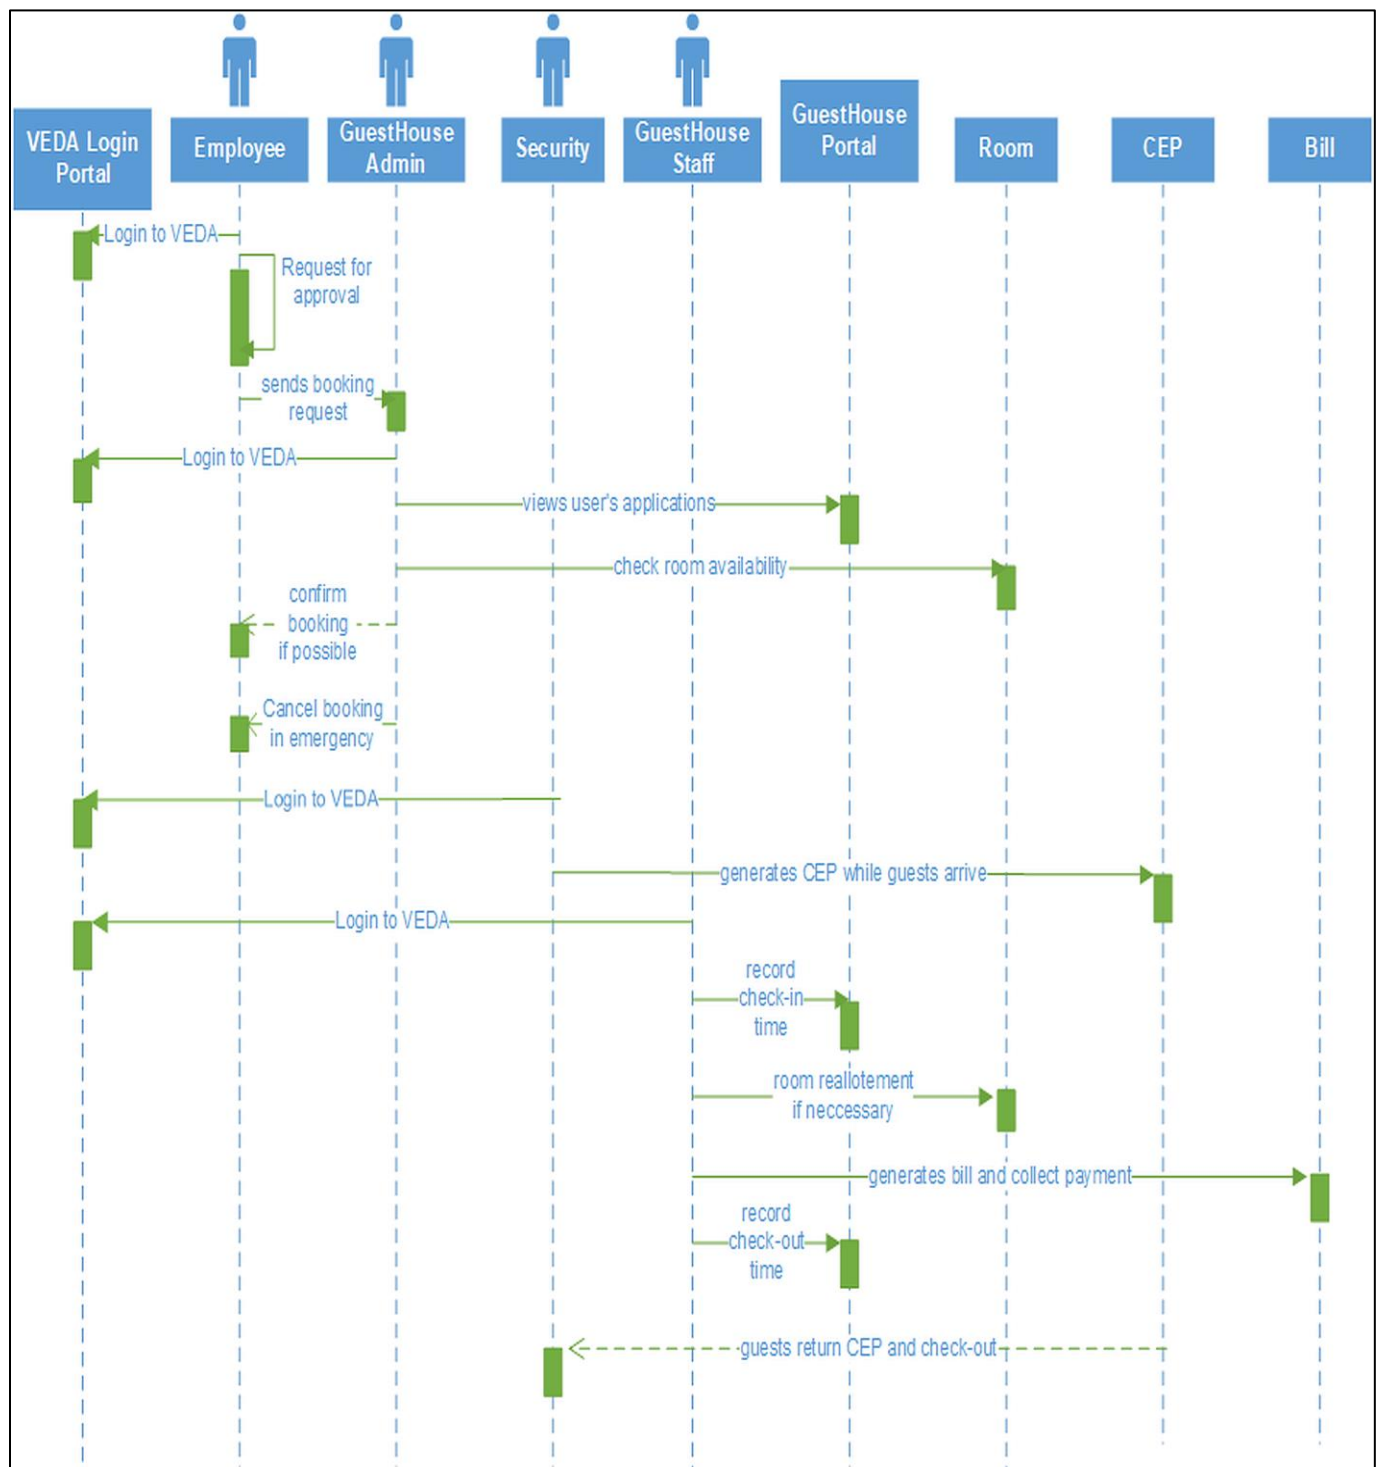 VEDA Login
Portal
Employee
GuestHouse
Admin
Security
GuestHouse
Staff
GuestHouse
Portal
Room
CEP
Bill
Login to VEDA
Request for
approval
sends booking
request
Login to VEDA
views user's applications
check room availability
confirm
booking
if possible
Cancel booking
in emergency
Login to VEDA
generates CEP while guests arrive
Login to VEDA
record
check-in
time
room reallotement
if neccessary
generates bill and collect payment
record
check-out
time
guests return CEP and check-out